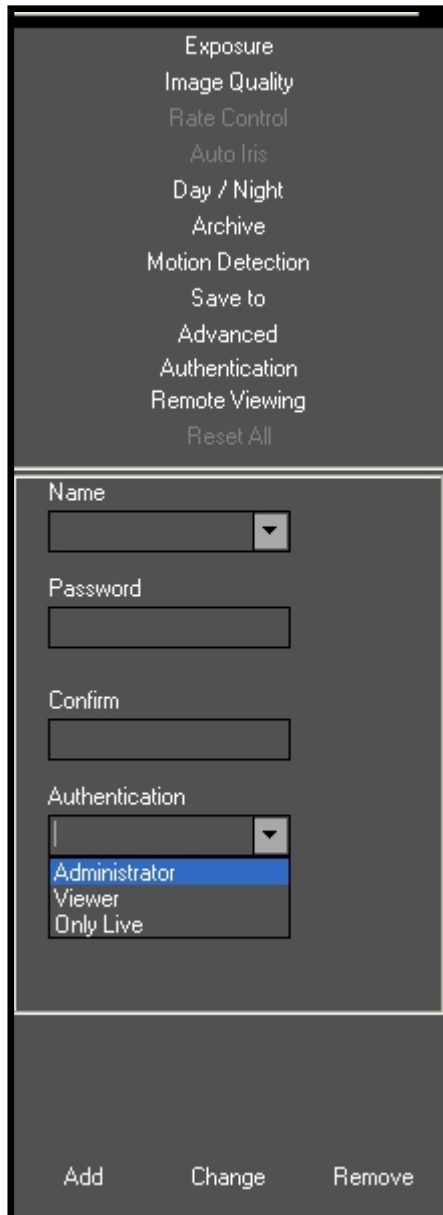 Exposure
Image Quality
Rate Control
Auto Iris
Day / Night
Archive
Motion Detection
Save to
Advanced
Authentication
Remote Viewing
Reset All
Name
Password
Confirm
Authentication
Administrator
Viewer
Only Live
Add Change Remove